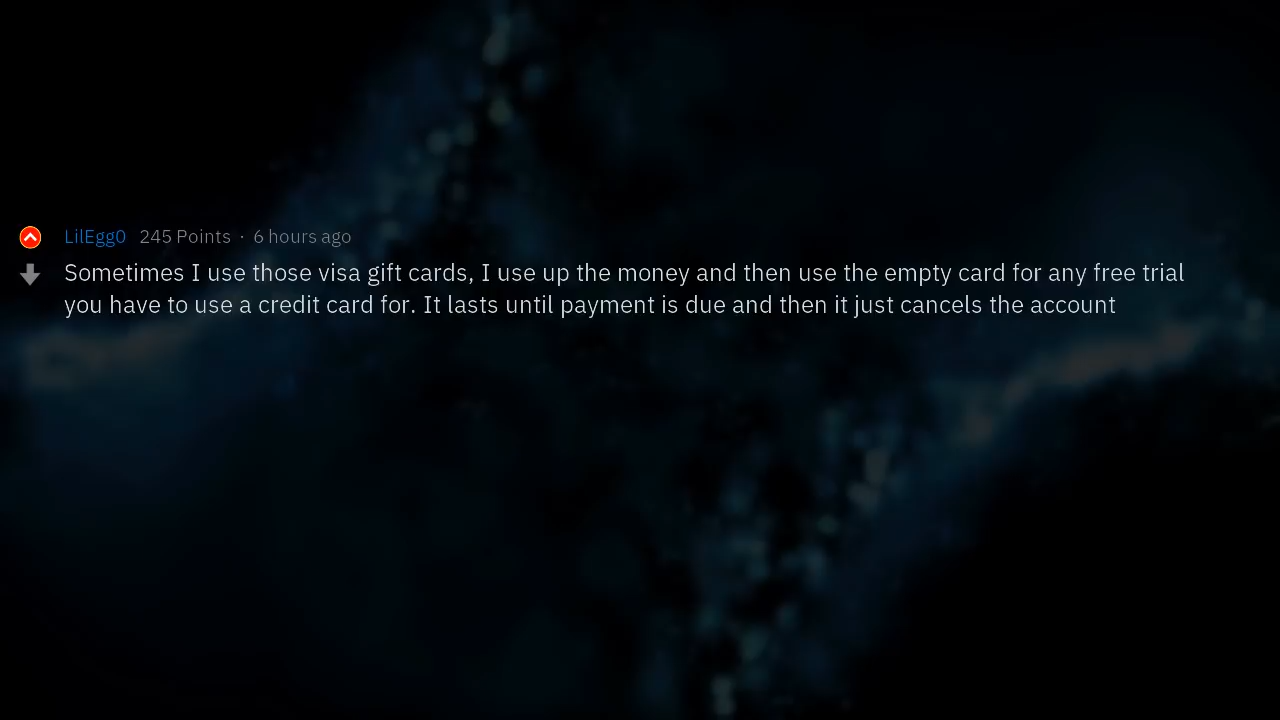 LilEgg0 245 Points · 6 hours ago
Sometimes I use those visa gift cards, I use up the money and then use the empty card for any free trial
you have to use a credit card for. It lasts until payment is due and then it just cancels the account